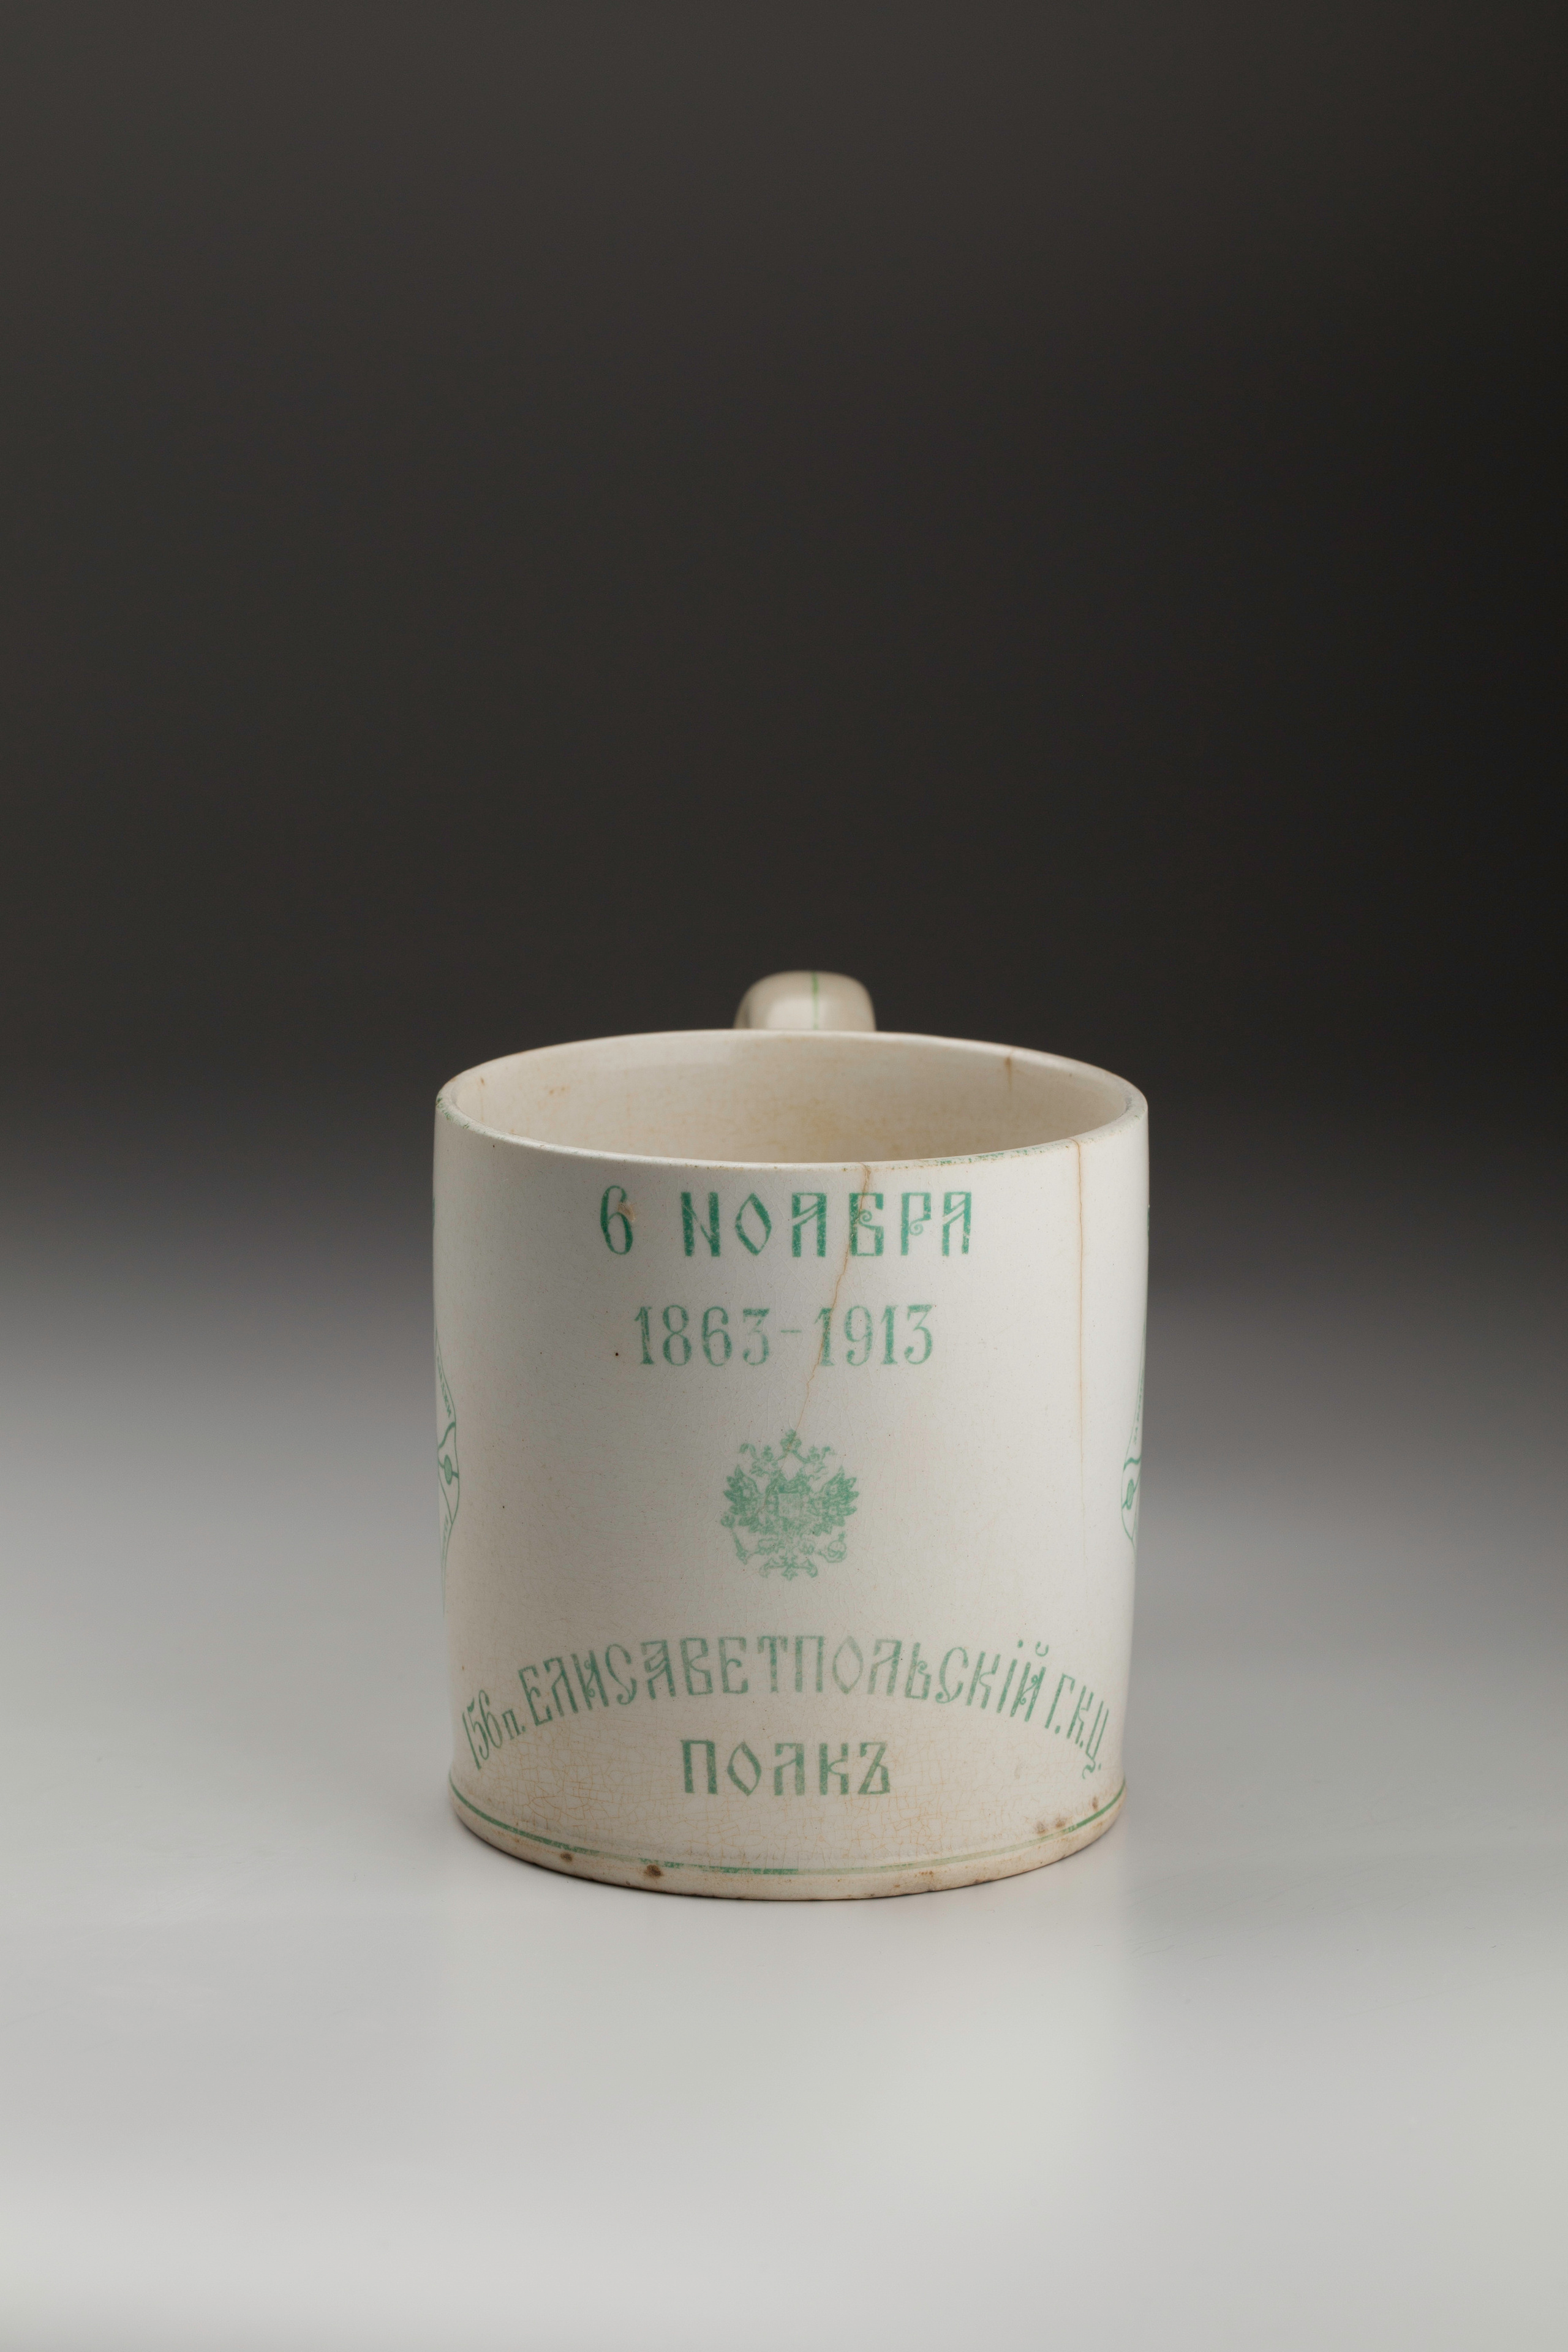 6 НОЯБРЯ
1863-1913
156 п. ЕЛИСАВЕТПОЛЬСКІЙ Г.К.Ц.
ПОЛКЪ